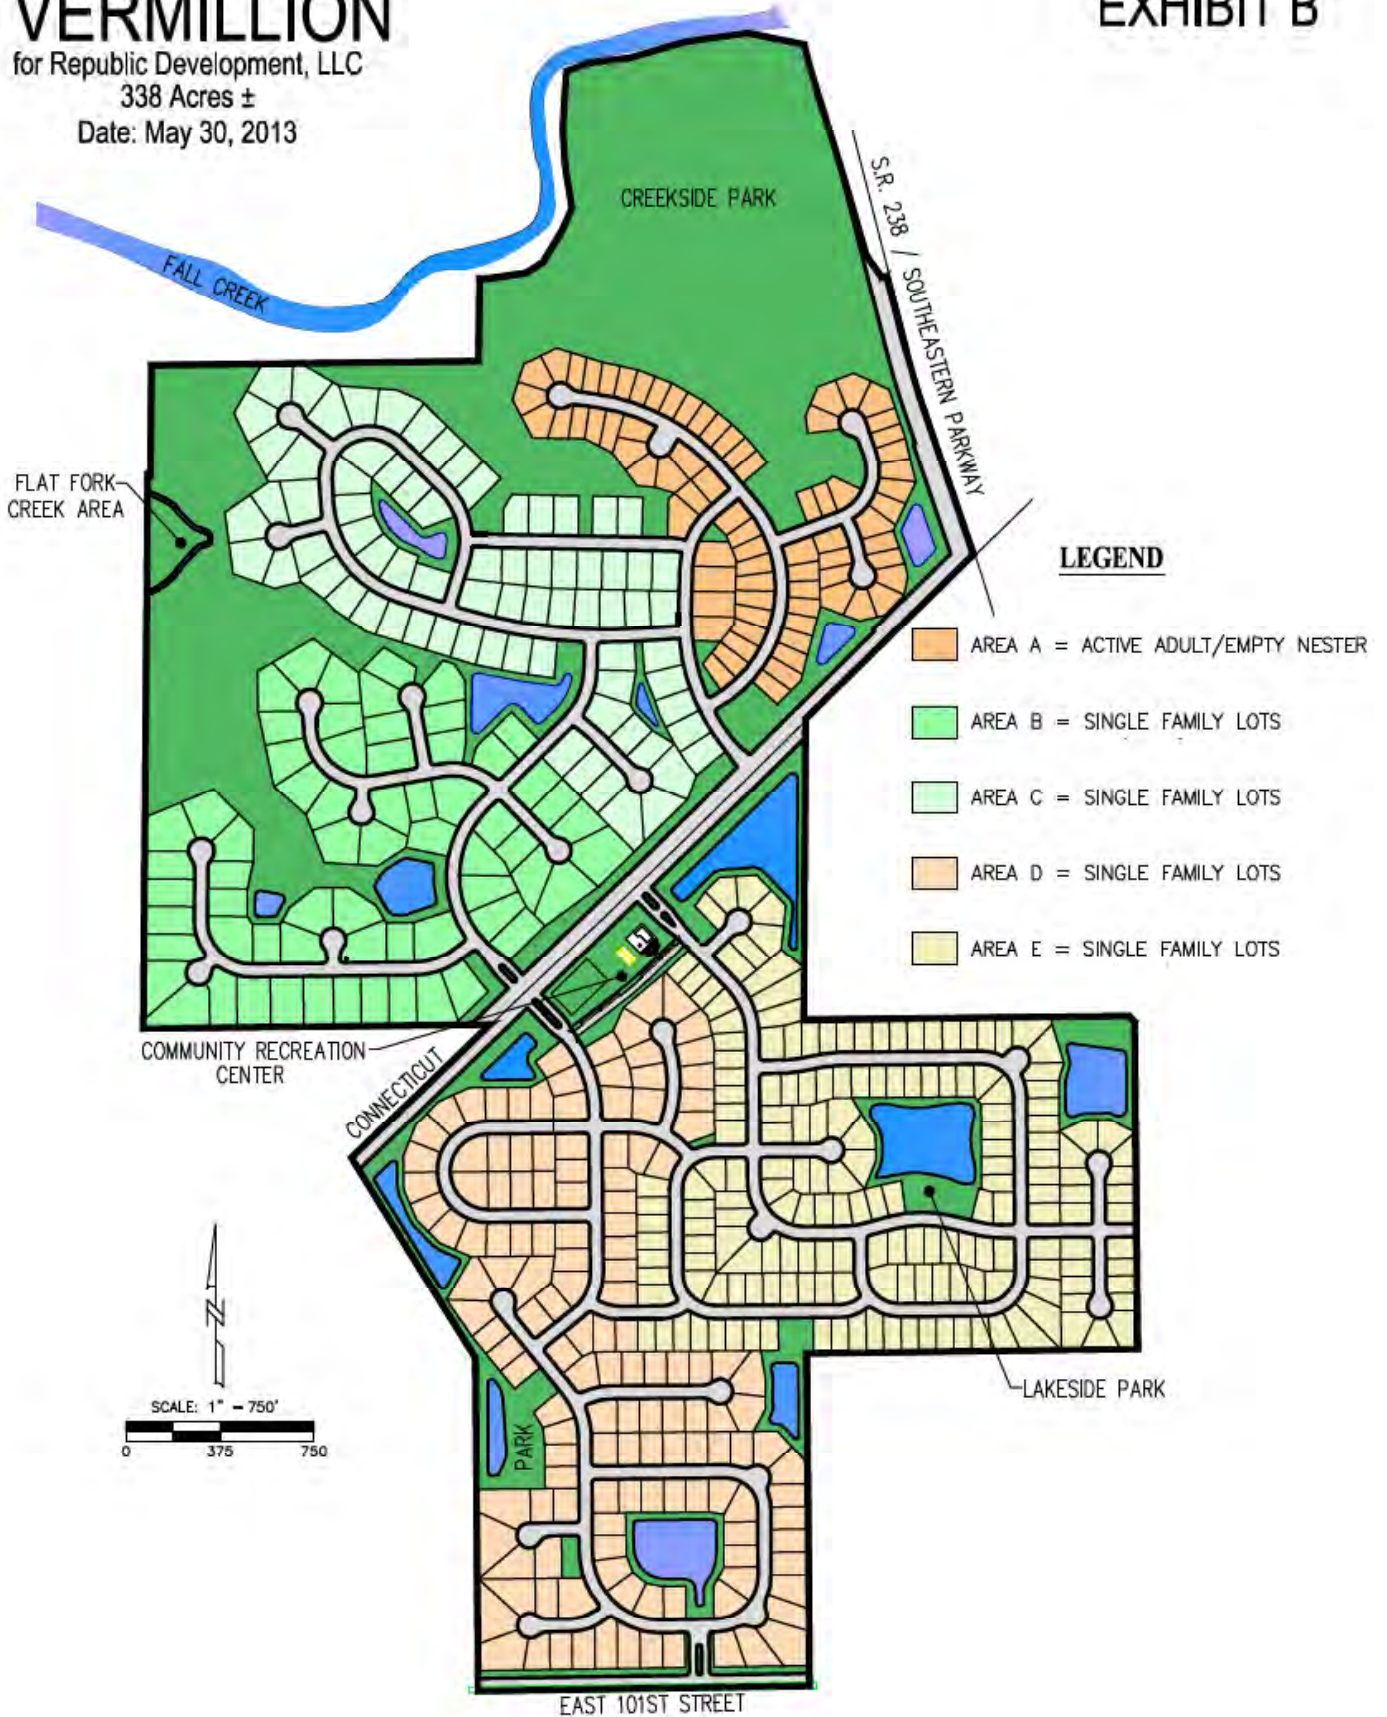 VERMILLION
for Republic Development, LLC
338 Acres ±
Date: May 30, 2013
EXHIBIT B
CREEKSIDE PARK
S.R. 238 / SOUTHEASTERN PARKWAY
FALL CREEK
FLAT FORK
CREEK AREA
LEGEND
AREA A = ACTIVE ADULT/EMPTY NESTER
AREA B = SINGLE FAMILY LOTS
AREA C = SINGLE FAMILY LOTS
AREA D = SINGLE FAMILY LOTS
AREA E = SINGLE FAMILY LOTS
COMMUNITY RECREATION
CENTER
CONNECTICUT
N
LAKESIDE PARK
SCALE: 1" - 750'
0 375 750
PARK
EAST 101ST STREET